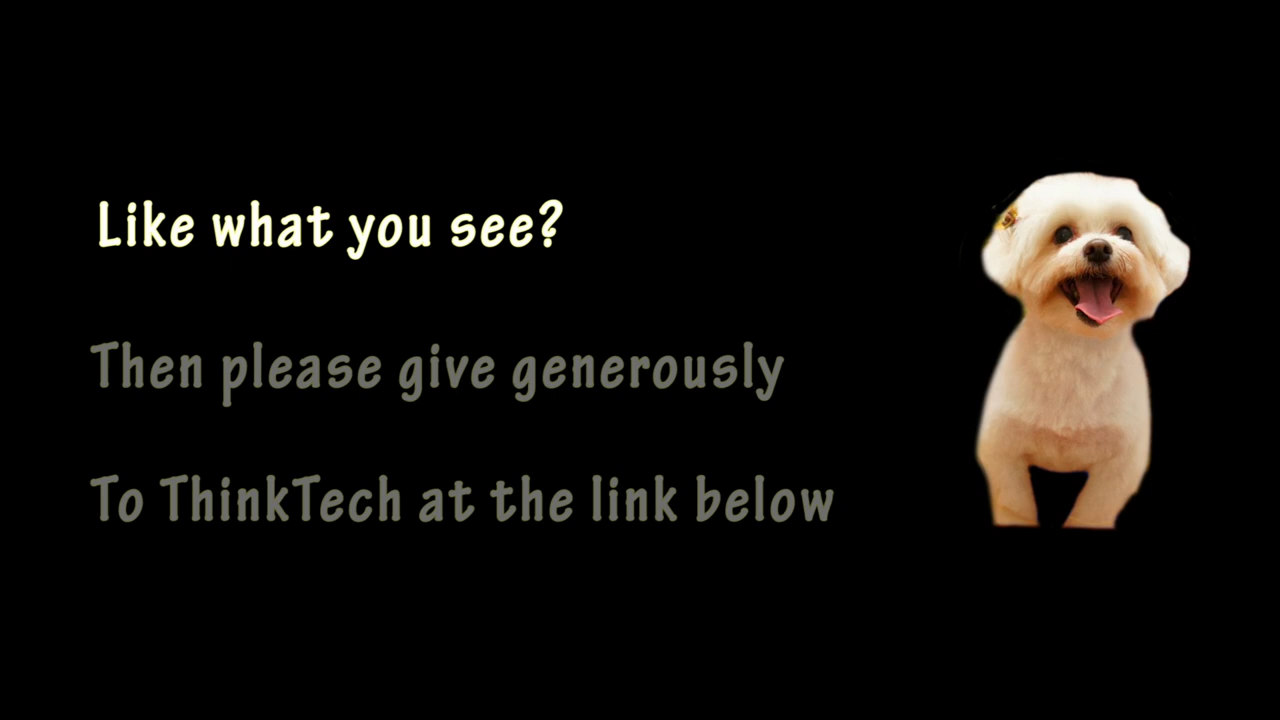 Like what you see?
Then please give generously
To ThinkTech at the link below